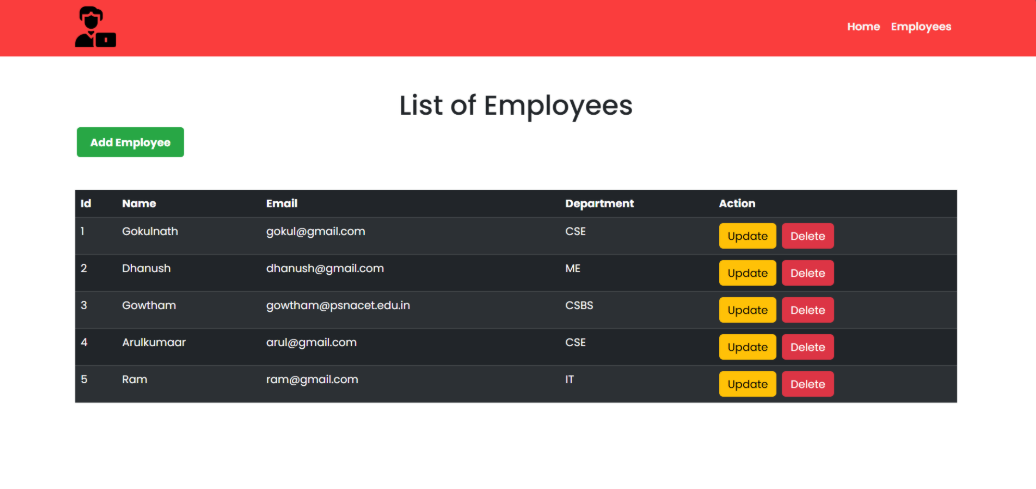 Home Employees
List of Employees
Add Employee
Id Name Email Department Action
1 Gokulnath gokul@gmail.com CSE Update Delete
2 Dhanush dhanush@gmail.com ME Update Delete
3 Gowtham gowtham@psnacet.edu.in CSBS Update Delete
4 Arulkumaar arul@gmail.com CSE Update Delete
5 Ram ram@gmail.com IT Update Delete